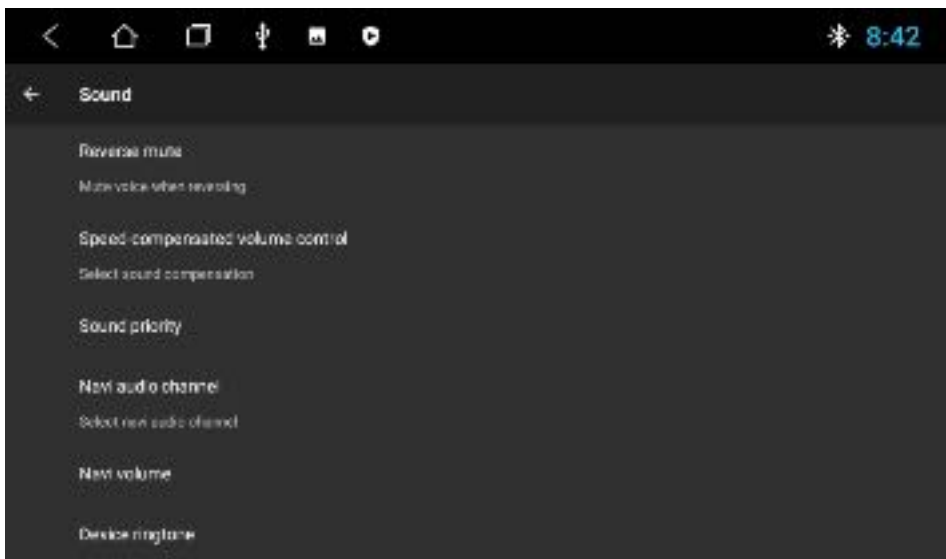 8:42
Sound
Reverse mute
Mute voice when reversing
Speed-compensated volume control
Select sound compensation
Sound priority
Navi audio channel
Select navi audio channel
Navi volume
Device ringtone